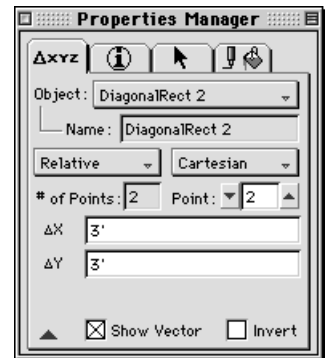 Properties Manager
ΔXYZ
Object: DiagonalRect 2
Name: DiagonalRect 2
Relative Cartesian
# of Points: 2 Point: 2
ΔX 3'
ΔY 3'
Show Vector Invert